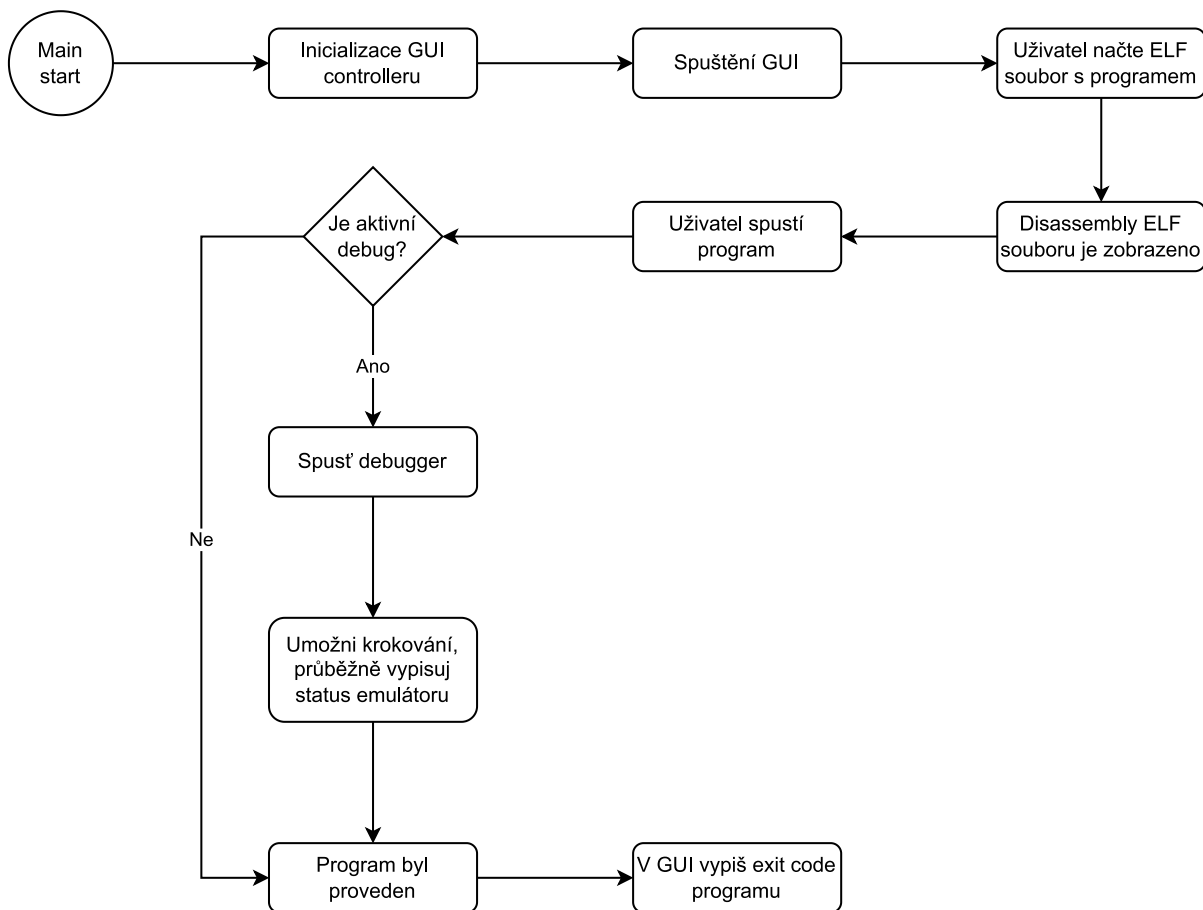 Main
start
Inicializace GUI
controlleru
Spuštění GUI
Uživatel načte ELF
soubor s programem
Disassembly ELF
souboru je zobrazeno
Uživatel spustí
program
Je aktivní
debug?
Ano
Spusť debugger
Ne
Umožni krokování,
průběžně vypisuj
status emulátoru
Program byl
proveden
V GUI vypiš exit code
programu